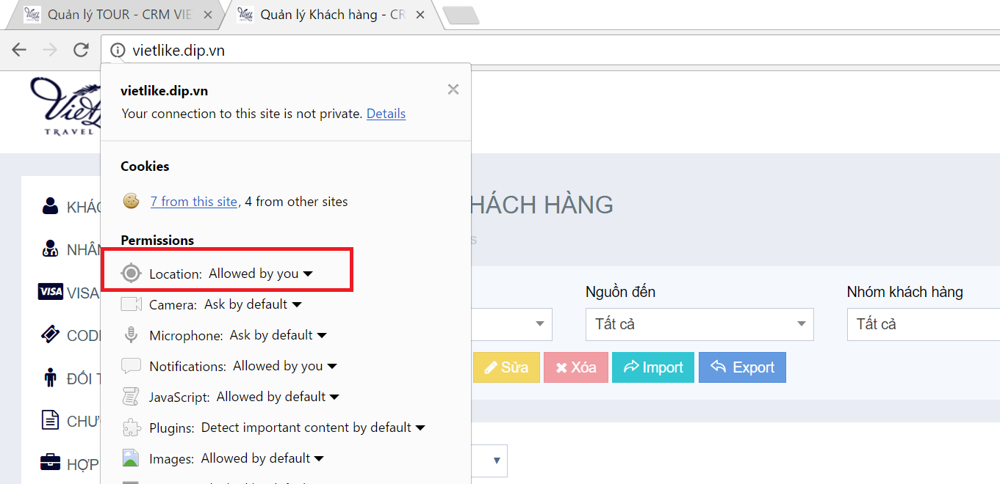 Quản lý TOUR - CRM VIE
Quản lý Khách hàng - CR
vietlike.dip.vn
TRAVEL
vietlike.dip.vn
Your connection to this site is not private. Details
Cookies
7 from this site, 4 from other sites
Permissions
Location: Allowed by you
Camera: Ask by default
Microphone: Ask by default
Notifications: Allowed by you
JavaScript: Allowed by default
Plugins: Detect important content by default
Images: Allowed by default
HÁCH HÀNG
s
VISA VISA
ĐỐI T
HỢP
Nguồn đến
Nhóm khách hàng
Tất cả
Tất cả
Sửa
Xóa
Import
Export